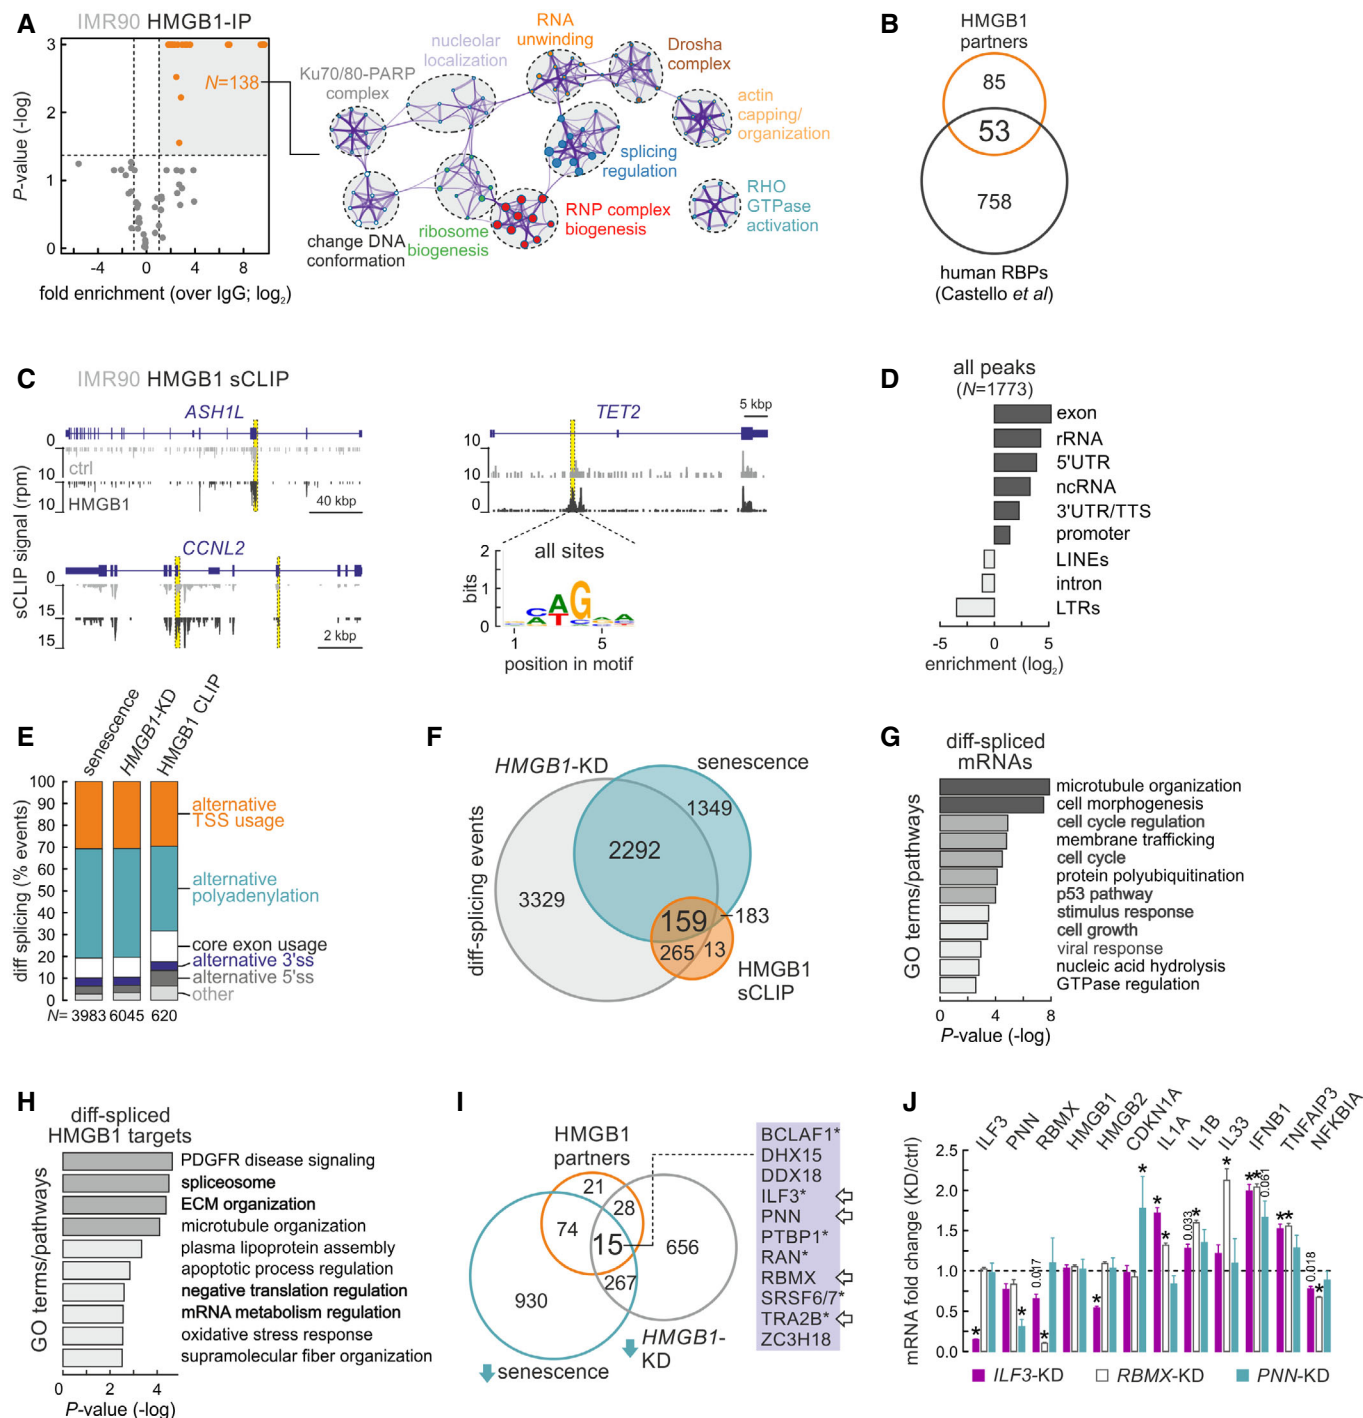 A
IMR90 HMGB1-IP
P-value (-log)
3
2
1
0
N=138
-4
0
4
8
fold enrichment (over IgG; log2)
nucleolar
localization
RNA
unwinding
Drosha
complex
Ku70/80-PARP
complex
actin
capping/
organization
splicing
regulation
RHO
GTPase
activation
RNP complex
biogenesis
ribosome
biogenesis
change DNA
conformation
B
HMGB1
partners
85
53
758
human RBPs
(Castello et al)
C
IMR90 HMGB1 sCLIP
sCLIP signal (rpm)
ASH1L
0
ctrl
10
HMGB1
10
40 kbp
CCNL2
0
15
15
2 kbp
TET2
5 kbp
10
10
0
all sites
bits
2
1
0
1
5
position in motif
D
all peaks
(N=1773)
exon
rRNA
5'UTR
ncRNA
3'UTR/TTS
promoter
LINEs
intron
LTRs
-5
0
5
enrichment (log2)
E
senescence
HMGB1-KD
HMGB1 CLIP
diff splicing (% events)
100
90
80
70
60
50
40
30
20
10
0
alternative
TSS usage
alternative
polyadenylation
core exon usage
alternative 3'ss
alternative 5'ss
other
N= 3983 6045 620
F
diff-splicing events
HMGB1-KD
senescence
1349
2292
3329
159
183
265
13
HMGB1
sCLIP
G
diff-spliced
mRNAs
GO terms/pathways
microtubule organization
cell morphogenesis
cell cycle regulation
membrane trafficking
cell cycle
protein polyubiquitination
p53 pathway
stimulus response
cell growth
viral response
nucleic acid hydrolysis
GTPase regulation
0
4
8
P-value (-log)
H
diff-spliced
HMGB1 targets
GO terms/pathways
PDGFR disease signaling
spliceosome
ECM organization
microtubule organization
plasma lipoprotein assembly
apoptotic process regulation
negative translation regulation
mRNA metabolism regulation
oxidative stress response
supramolecular fiber organization
0
2
4
P-value (-log)
I
HMGB1
partners
21
28
74
15
656
267
930
HMGB1-
KD
senescence
BCLAF1*
DHX15
DDX18
ILF3*
PNN
PTBP1*
RAN*
RBMX
SRSF6/7*
TRA2B*
ZC3H18
J
ILF3
PNN
RBMX
HMGB1
HMGB2
CDKN1A
IL1A
IL1B
IL33
IFNB1
TNFAIP3
NFKBIA
mRNA fold change (KD/ctrl)
2.5
2.0
1.5
1.0
0.5
0.0
*
*
0.017
*
*
*
*
*
0.033
*
*
**
0.061
**
0.018
*
ILF3-KD
RBMX-KD
PNN-KD